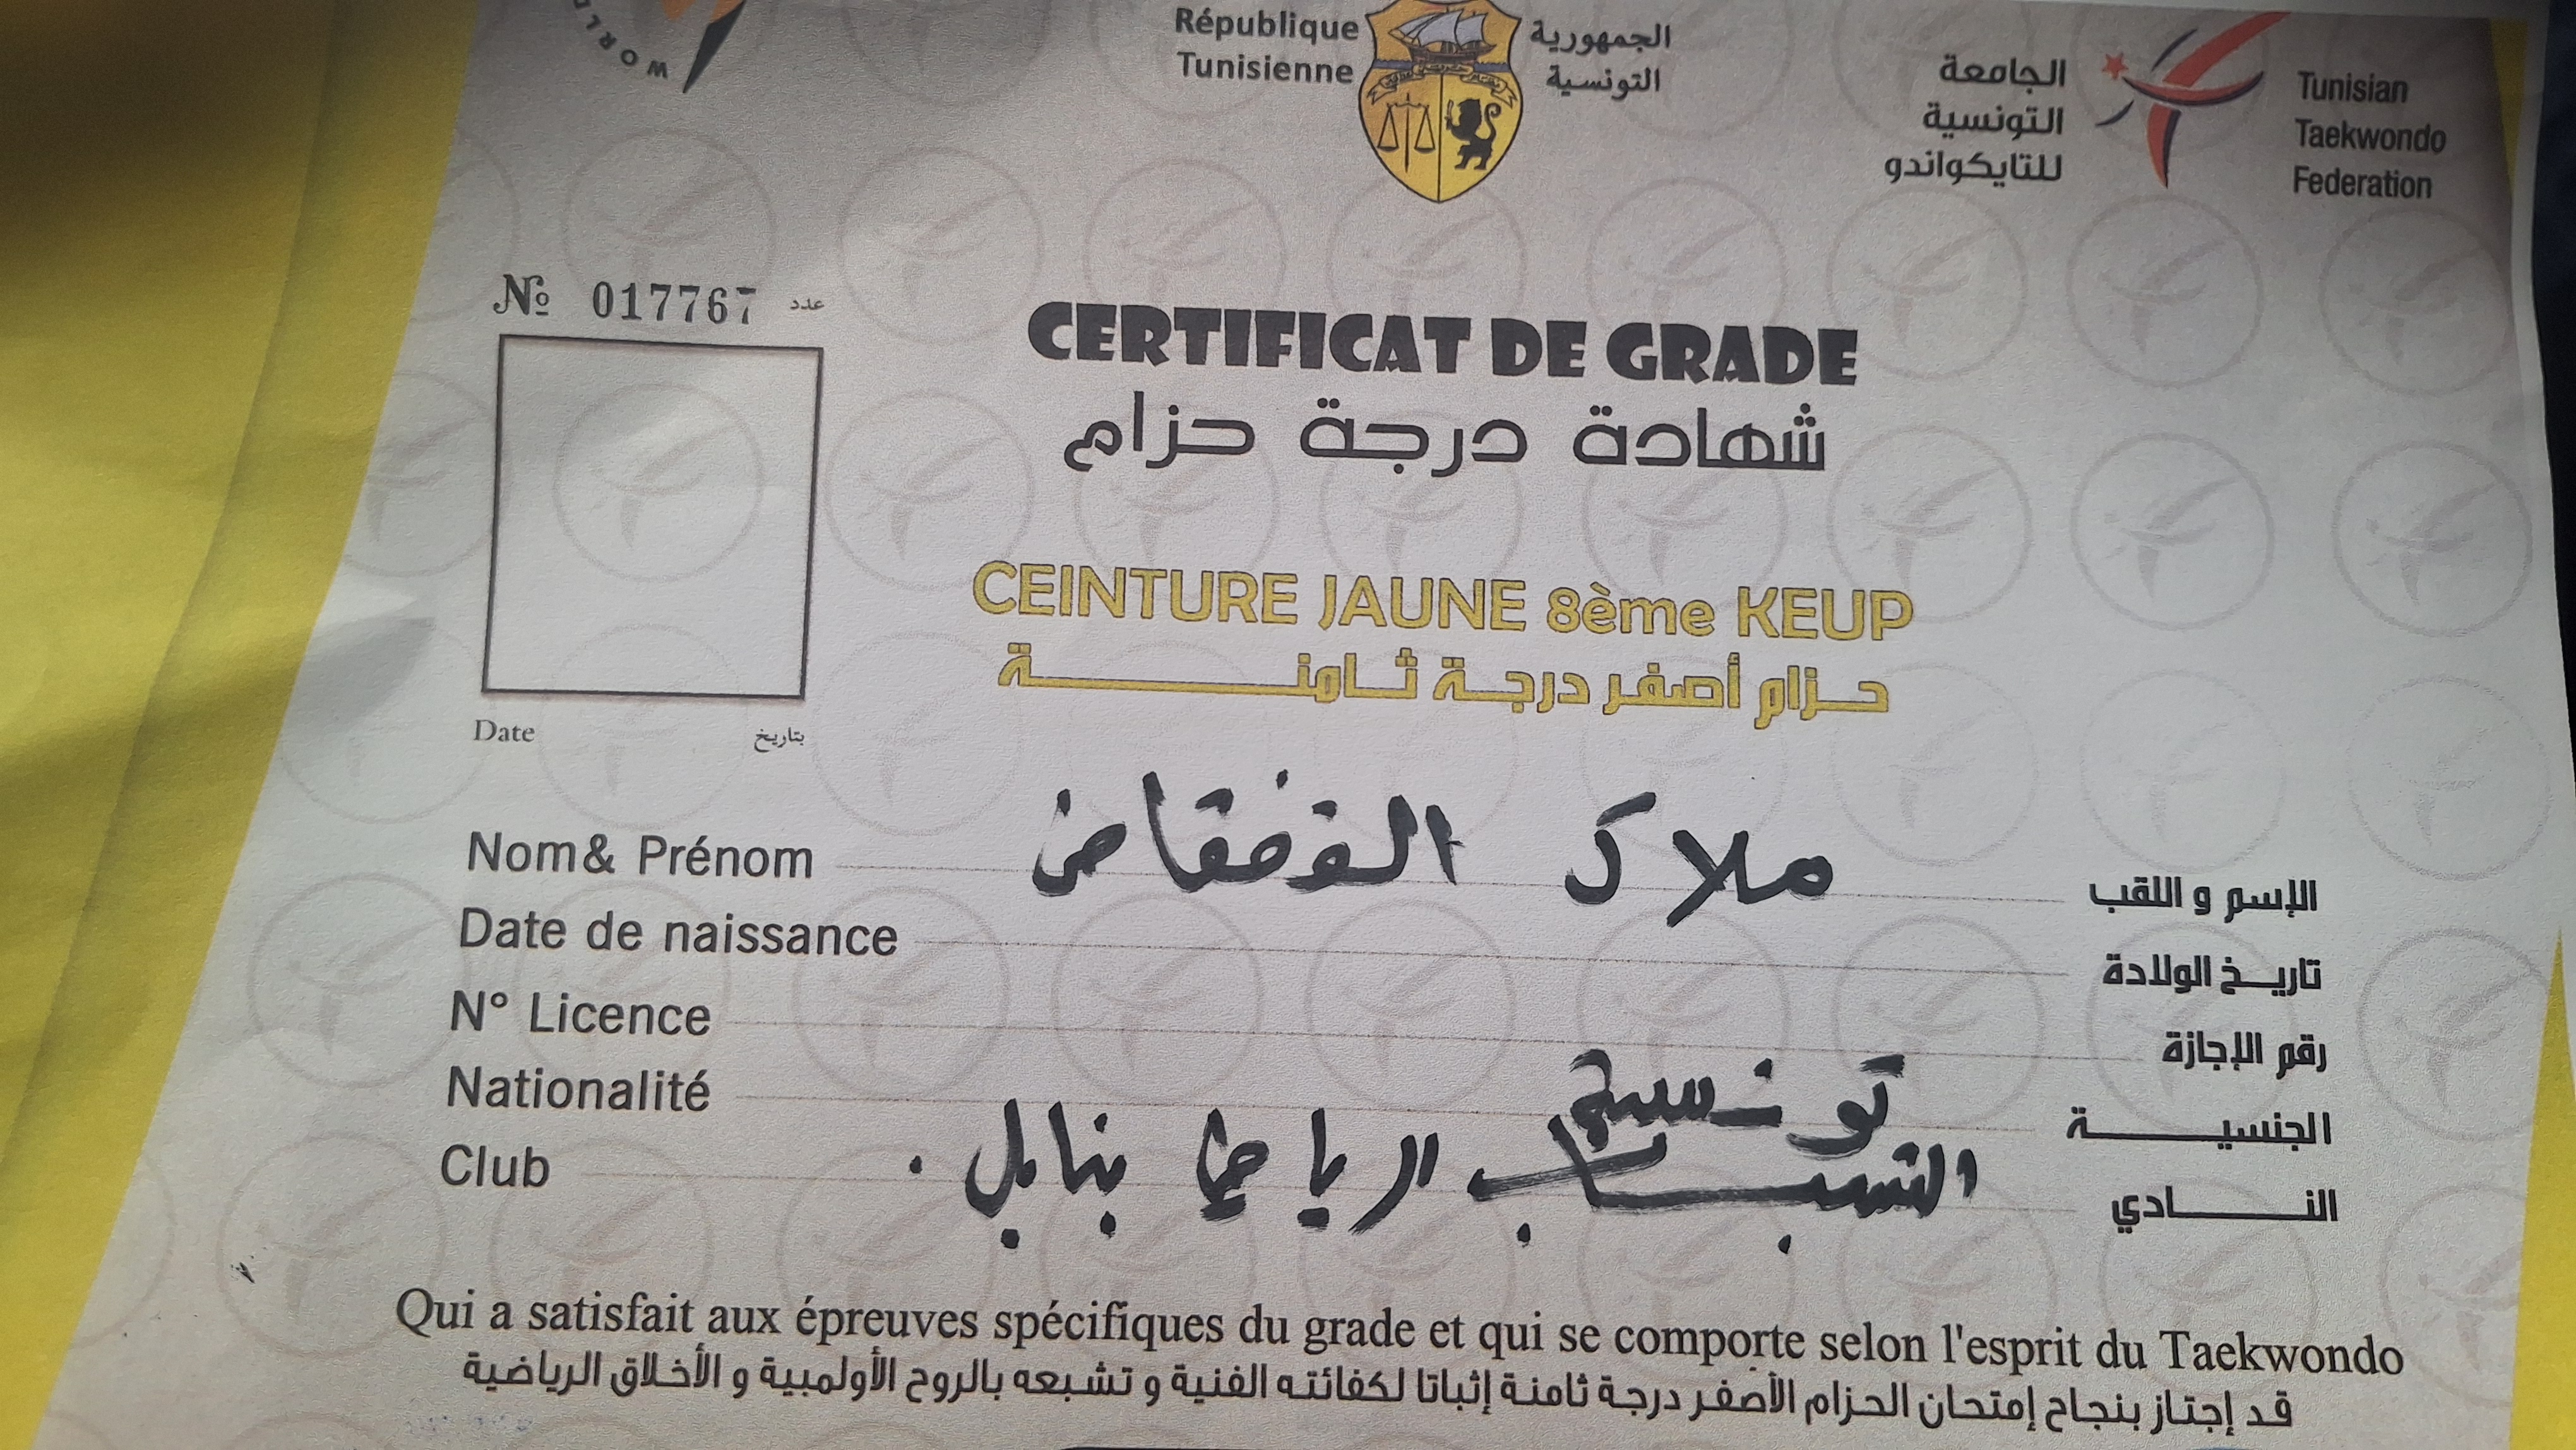 WORLD
République
Tunisienne
الجمهورية
التونسية
الجامعة
التونسية
للتايكواندو
Tunisian
Taekwondo
Federation
№ 017767 عدد
CERTIFICAT DE GRADE
شهادة درجة حزام
CEINTURE JAUNE 8ème KEUP
حزام أصفر درجة ثامنة
Date بتاريخ
Nom& Prénom ملاك القضقاض الإسم و اللقب
Date de naissance تاريخ الولادة
N° Licence رقم الإجازة
Nationalité تونسية الجنسية
Club الشباب الرياضي بنابل . النادي
Qui a satisfait aux épreuves spécifiques du grade et qui se comporte selon l'esprit du Taekwondo
قد إجتاز بنجاح إمتحان الحزام الأصفر درجة ثامنة إثباتا لكفائته الفنية و تشبعه بالروح الأولمبية و الأخلاق الرياضية